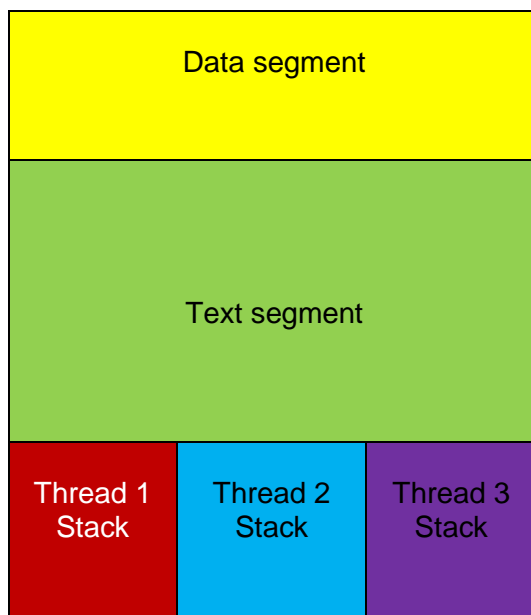 Data segment
Text segment
Thread 1
Stack
Thread 2
Stack
Thread 3
Stack